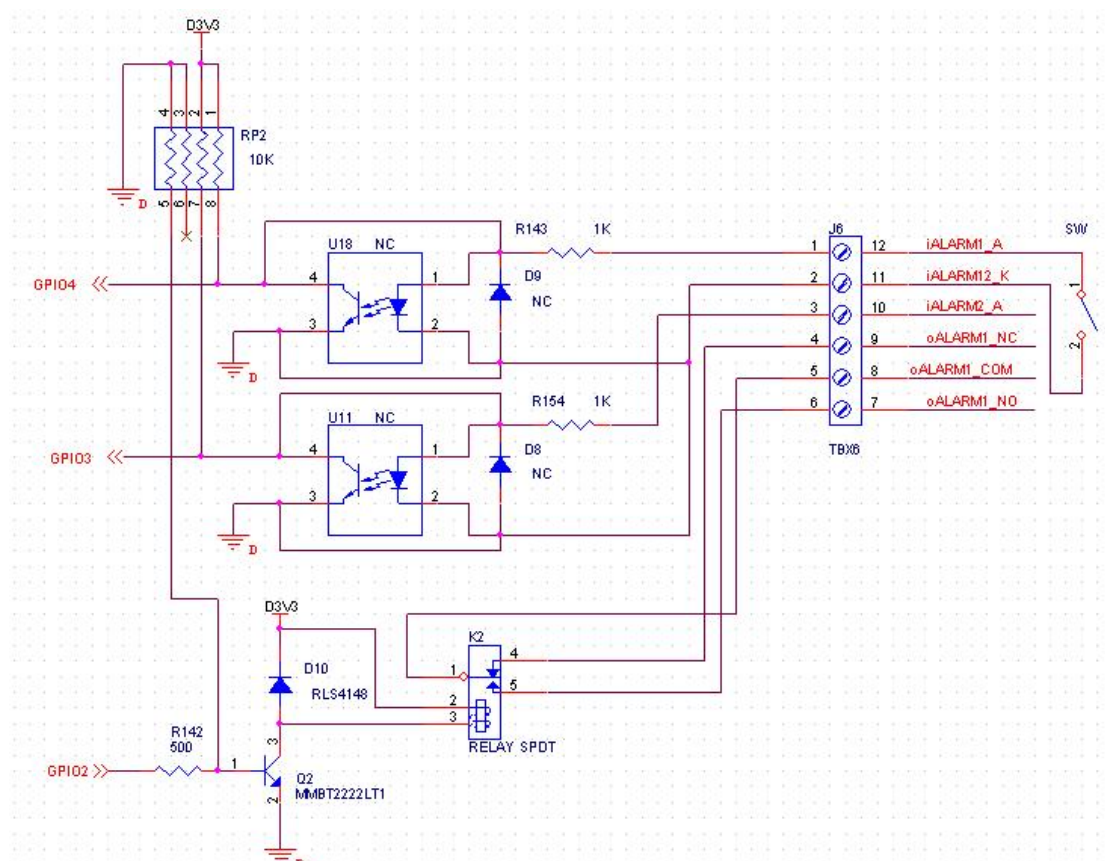 D3V3
4 3 2 1
RP2
10K
D
5 6 7 8
R143 1K
J6
SW
U18 NC
1 12 iALARM1_A
4 1
D9
2 11 iALARM12_K
GPIO4
NC
1
3 10 iALARM2_A
3 2
4 9 oALARM1_NC
2
D
5 8 oALARM1_COM
R154 1K
6 7 oALARM1_NO
U11 NC
TBX6
GPIO3
4 1
D8
NC
3 2
D
D3V3
K2
4
D10
1
RLS4148
5
2
3
R142
500
3
RELAY SPDT
GPIO2
1
Q2
MMBT2222LT1
2